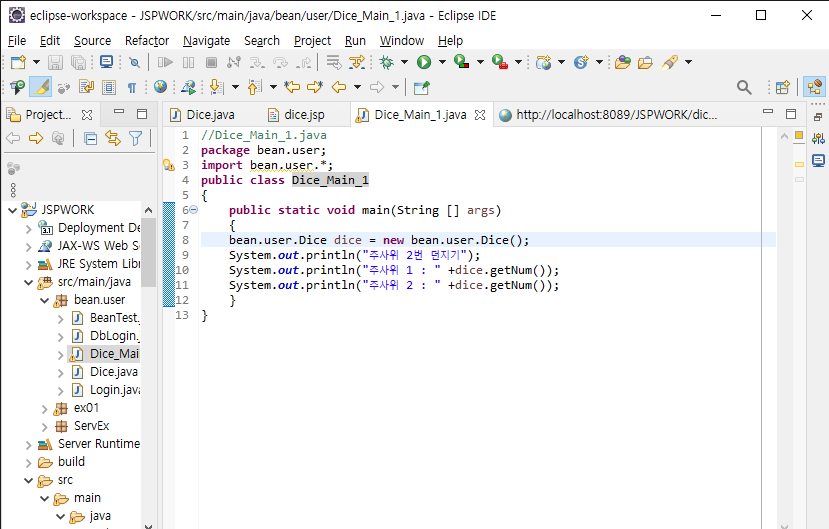 eclipse-workspace - JSPWORK/src/main/java/bean/user/Dice_Main_1.java - Eclipse IDE
File Edit Source Refactor Navigate Search Project Run Window Help
Project...
Dice.java
dice.jsp
Dice_Main_1.java
http://localhost:8089/JSPWORK/dic...
JSPWORK
Deployment De
JAX-WS Web S
JRE System Libr
src/main/java
bean.user
BeanTest.
DbLogin.
Dice_Mai
Dice.java
Login.java
ex01
ServEx
Server Runtime
build
src
main
java
1 //Dice_Main_1.java
2 package bean.user;
3 import bean.user.*;
4 public class Dice_Main_1
5 {
6 public static void main(String [] args)
7 {
8 bean.user.Dice dice = new bean.user.Dice();
9 System.out.println("주사위 2번 던지기");
10 System.out.println("주사위 1 : " +dice.getNum());
11 System.out.println("주사위 2 : " +dice.getNum());
12 }
13 }